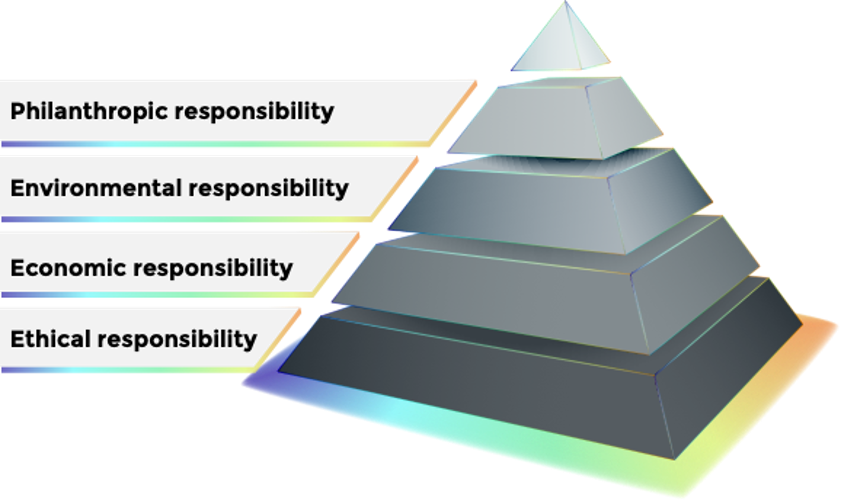 Philanthropic responsibility
Environmental responsibility
Economic responsibility
Ethical responsibility